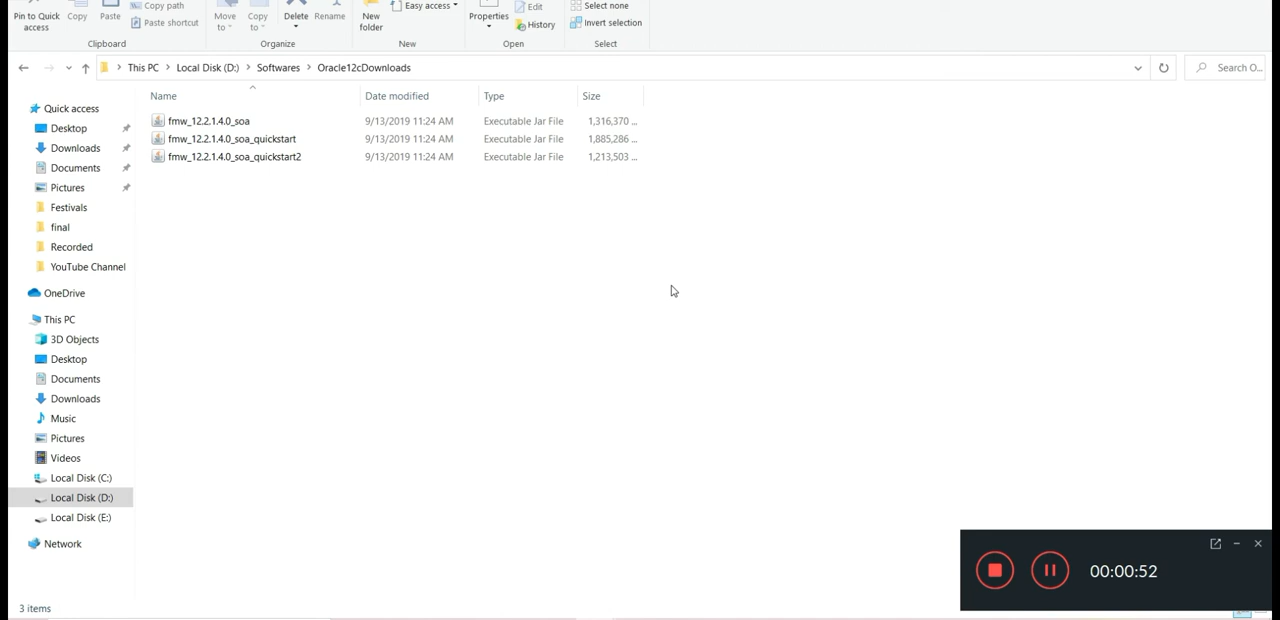 Pin to Quick access
Copy
Paste
Copy path
Paste shortcut
Clipboard
Move to
Copy to
Delete
Rename
Organize
New folder
Easy access
New
Properties
Edit
History
Open
Select none
Invert selection
Select
This PC > Local Disk (D:) > Softwares > Oracle12cDownloads
Search O...
Name Date modified Type Size
fmw_12.2.1.4.0_soa 9/13/2019 11:24 AM Executable Jar File 1,316,370 ...
fmw_12.2.1.4.0_soa_quickstart 9/13/2019 11:24 AM Executable Jar File 1,885,286 ...
fmw_12.2.1.4.0_soa_quickstart2 9/13/2019 11:24 AM Executable Jar File 1,213,503 ...
Quick access
Desktop
Downloads
Documents
Pictures
Festivals
final
Recorded
YouTube Channel
OneDrive
This PC
3D Objects
Desktop
Documents
Downloads
Music
Pictures
Videos
Local Disk (C:)
Local Disk (D:)
Local Disk (E:)
Network
3 items
00:00:52